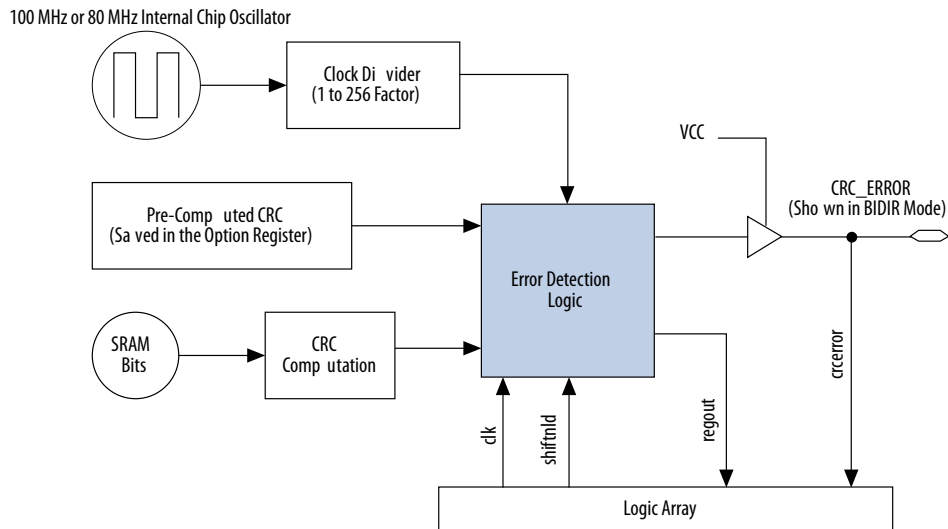 100 MHz or 80 MHz Internal Chip Oscillator
Clock Di vider
(1 to 256 Factor)
VCC
CRC_ERROR
(Sho wn in BIDIR Mode)
Pre-Comp uted CRC
(Sa ved in the Option Register)
Error Detection
Logic
SRAM
Bits
CRC
Comp utation
clk
shiftnld
regout
crcerror
Logic Array